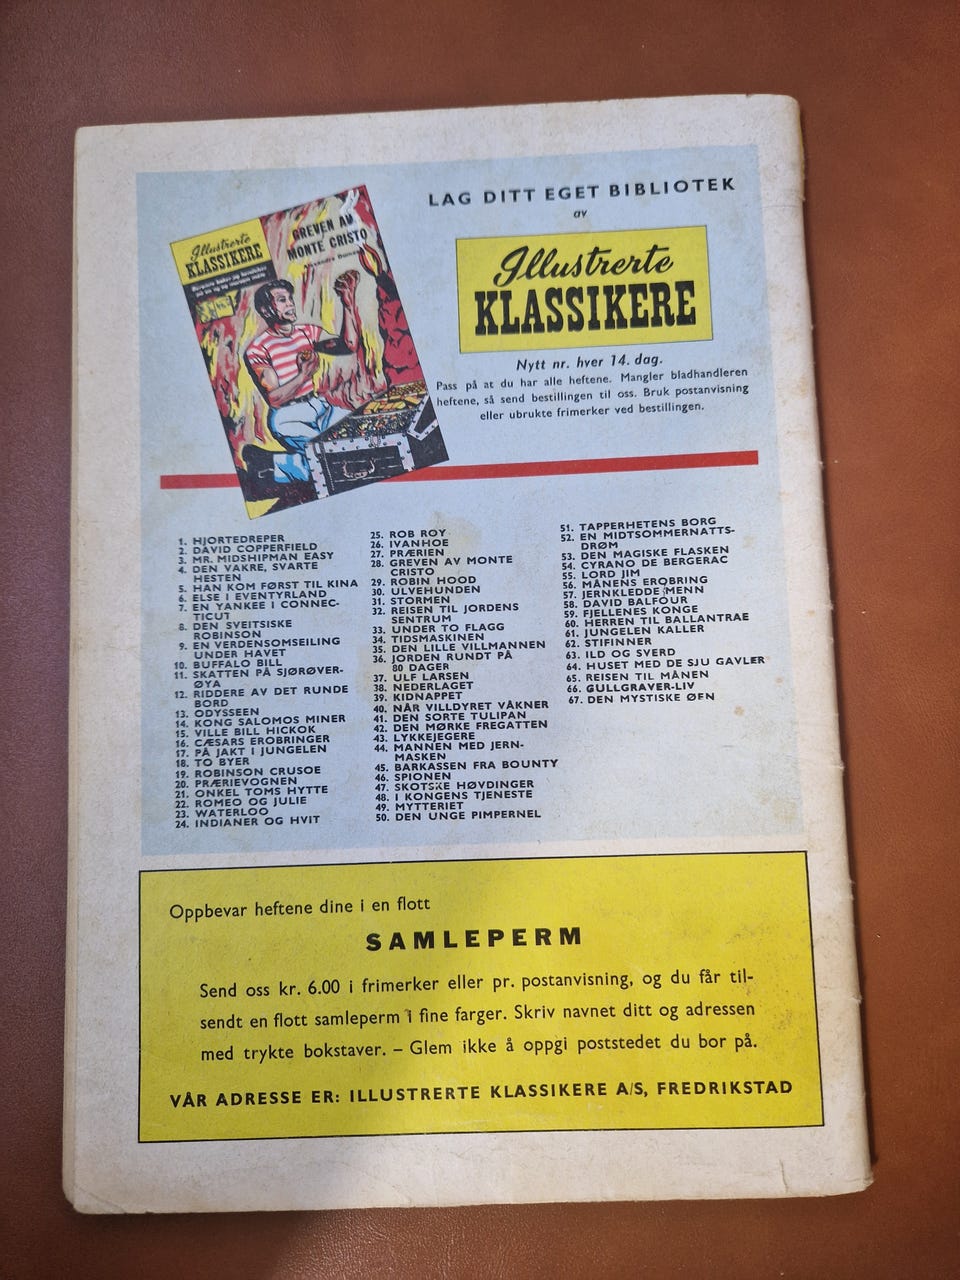 LAG DITT EGET BIBLIOTEK
av
Illustrerte
KLASSIKERE
Nytt nr. hver 14. dag.
Pass på at du har alle heftene. Mangler bladhandleren
heftene, så send bestillingen til oss. Bruk postanvisning
eller ubrukte frimerker ved bestillingen.
Illustrerte
KLASSIKERE
GREVEN AV
MONTE CRISTO
1. HJORTEDREPER
2. DAVID COPPERFIELD
3. MR. MIDSHIPMAN EASY
4. DEN VAKRE, SVARTE
HESTEN
5. HAN KOM FØRST TIL KINA
6. ELSE I EVENTYRLAND
7. EN YANKEE I CONNEC-
TICUT
8. DEN SVEITSISKE
ROBINSON
9. EN VERDENSOMSEILING
UNDER HAVET
10. BUFFALO BILL
11. SKATTEN PÅ SJØRØVER-
ØYA
12. RIDDERE AV DET RUNDE
BORD
13. ODYSSEEN
14. KONG SALOMOS MINER
15. VILLE BILL HICKOK
16. CÆSARS EROBRINGER
17. PÅ JAKT I JUNGELEN
18. TO BYER
19. ROBINSON CRUSOE
20. PRÆRIEVOGNEN
21. ONKEL TOMS HYTTE
22. ROMEO OG JULIE
23. WATERLOO
24. INDIANER OG HVIT
25. ROB ROY
26. IVANHOE
27. PRÆRIEN
28. GREVEN AV MONTE
CRISTO
29. ROBIN HOOD
30. ULVEHUNDEN
31. STORMEN
32. REISEN TIL JORDENS
SENTRUM
33. UNDER TO FLAGG
34. TIDSMASKINEN
35. DEN LILLE VILLMANNEN
36. JORDEN RUNDT PÅ
80 DAGER
37. ULF LARSEN
38. NEDERLAGET
39. KIDNAPPET
40. NÅR VILLDYRET VÅKNER
41. DEN SORTE TULIPAN
42. DEN MØRKE FREGATTEN
43. LYKKEJEGERE
44. MANNEN MED JERN-
MASKEN
45. BARKASSEN FRA BOUNTY
46. SPIONEN
47. SKOTSKE HØVDINGER
48. I KONGENS TJENESTE
49. MYTTERIET
50. DEN UNGE PIMPERNEL
51. TAPPERHETENS BORG
52. EN MIDTSOMMERNATTS-
DRØM
53. DEN MAGISKE FLASKEN
54. CYRANO DE BERGERAC
55. LORD JIM
56. MÅNENS EROBRING
57. JERNKLEDDE MENN
58. DAVID BALFOUR
59. FJELLENES KONGE
60. HERREN TIL BALLANTRAE
61. JUNGELEN KALLER
62. STIFINNER
63. ILD OG SVERD
64. HUSET MED DE SJU GAVLER
65. REISEN TIL MÅNEN
66. GULLGRAVER-LIV
67. DEN MYSTISKE ØEN
Oppbevar heftene dine i en flott
SAMLEPERM
Send oss kr. 6.00 i frimerker eller pr. postanvisning, og du får til-
sendt en flott samleperm i fine farger. Skriv navnet ditt og adressen
med trykte bokstaver. – Glem ikke å oppgi poststedet du bor på.
VÅR ADRESSE ER: ILLUSTRERTE KLASSIKERE A/S, FREDRIKSTAD